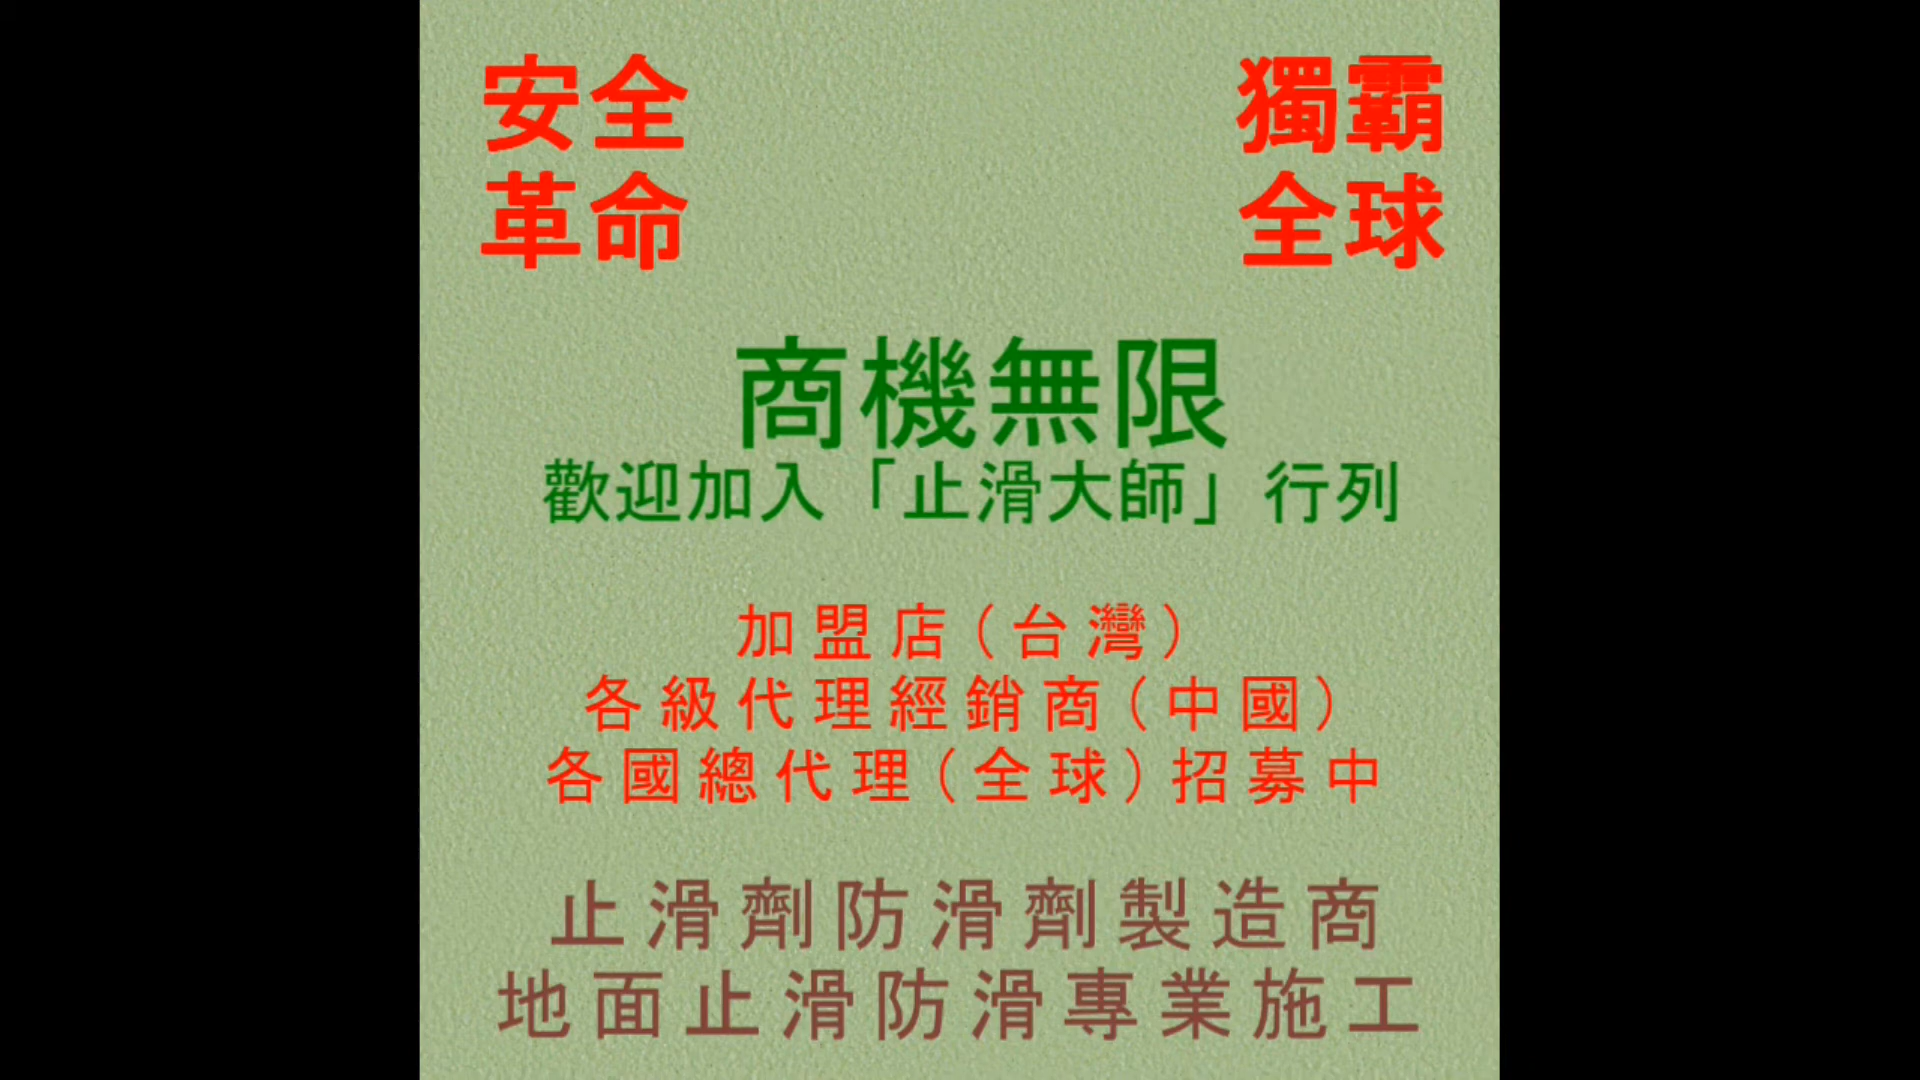 安全 獨霸
革命 全球
商機無限
歡迎加入「止滑大師」行列
加盟店(台灣)
各級代理經銷商(中國)
各國總代理(全球)招募中
止滑劑防滑劑製造商
地面止滑防滑專業施工